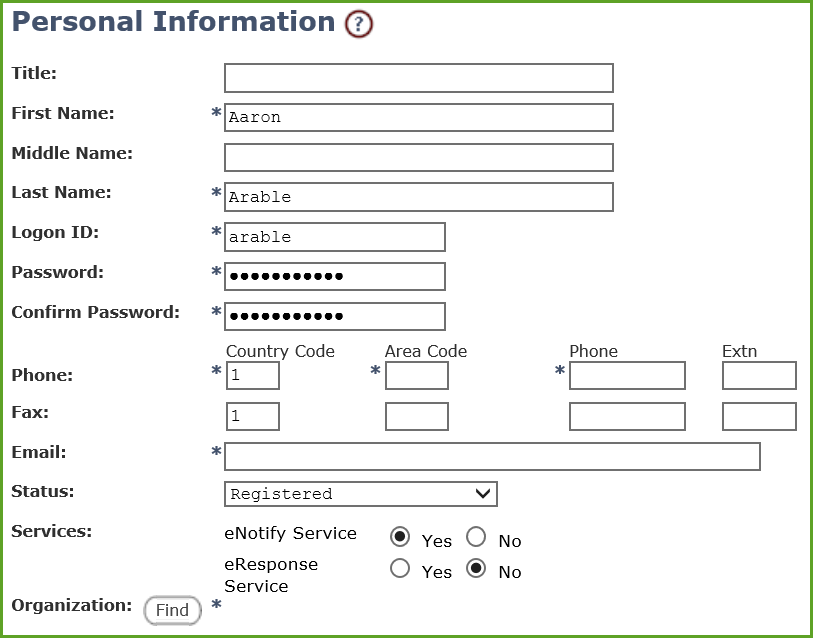 Personal Information ?
Title:
First Name: * Aaron
Middle Name:
Last Name: * Arable
Logon ID: * arable
Password: * ●●●●●●●●●●●
Confirm Password: * ●●●●●●●●●●●
Country Code Area Code Phone Extn
Phone: * 1 * *
Fax: 1
Email: *
Status: Registered
Services: eNotify Service Yes No
eResponse Service Yes No
Organization: Find *